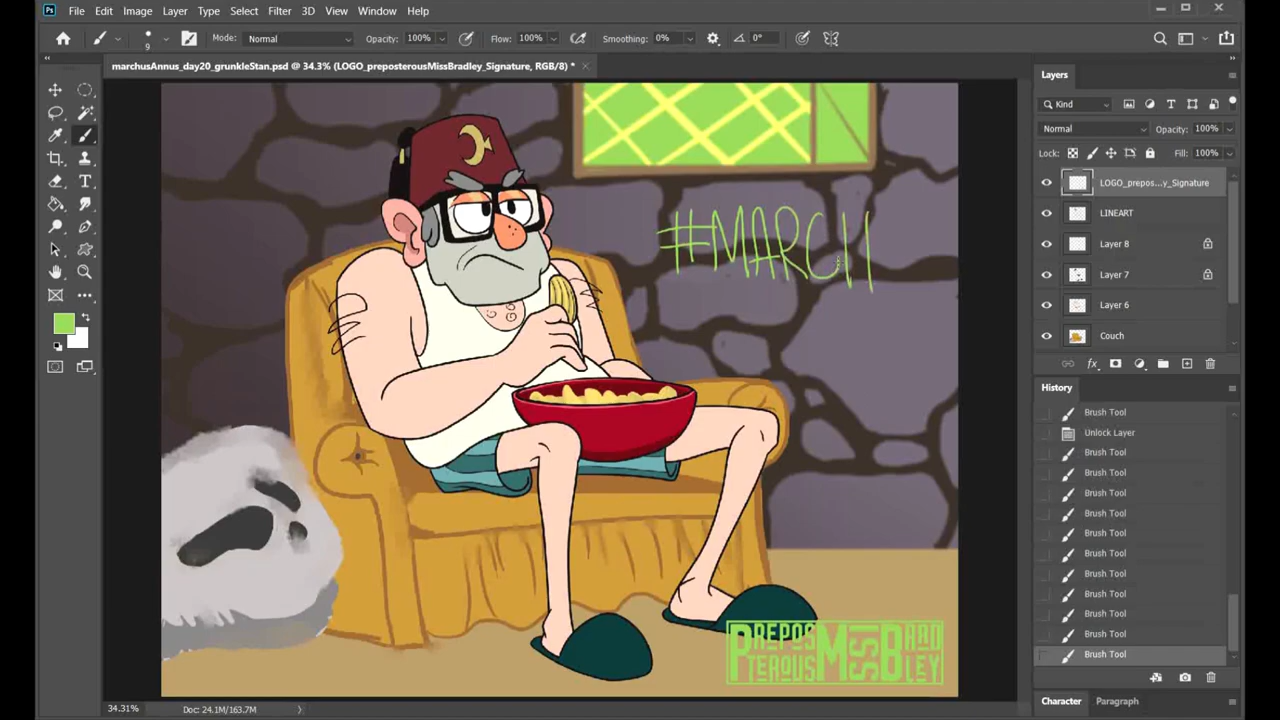 Ps File Edit Image Layer Type Select Filter 3D View Window Help
9 Mode: Normal Opacity: 100% Flow: 100% Smoothing: 0% 0°
marchusAnnus_day20_grunkleStan.psd @ 34.3% (LOGO_preposterousMissBradley_Signature, RGB/8) *
Layers
Kind
Normal Opacity: 100%
Lock: Fill: 100%
LOGO_prepos...y_Signature
LINEART
Layer 8
Layer 7
Layer 6
Couch
fx
History
Brush Tool
Unlock Layer
Brush Tool
Brush Tool
Brush Tool
Brush Tool
Brush Tool
Brush Tool
Brush Tool
Brush Tool
Brush Tool
Brush Tool
Brush Tool
Character Paragraph
#MARCH
PREPOSTEROUS MISS BRADLEY
34.31% Doc: 24.1M/163.7M